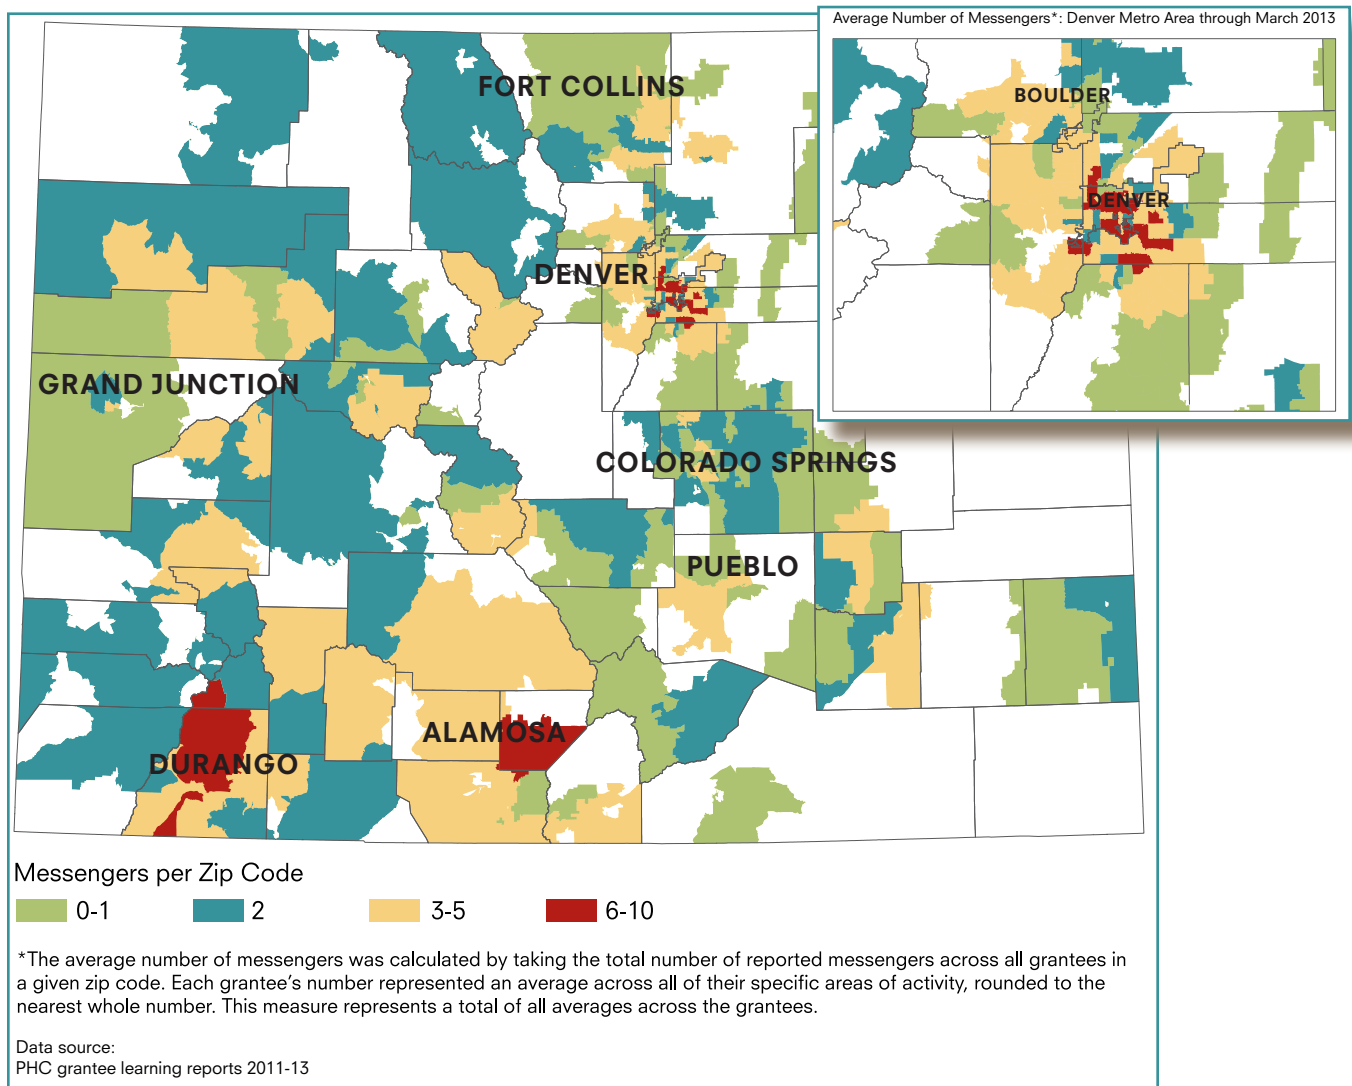 Average Number of Messengers*: Denver Metro Area through March 2013
BOULDER
DENVER
FORT COLLINS
DENVER
GRAND JUNCTION
COLORADO SPRINGS
PUEBLO
ALAMOSA
DURANGO
Messengers per Zip Code
0-1
2
3-5
6-10
*The average number of messengers was calculated by taking the total number of reported messengers across all grantees in
a given zip code. Each grantee’s number represented an average across all of their specific areas of activity, rounded to the
nearest whole number. This measure represents a total of all averages across the grantees.
Data source:
PHC grantee learning reports 2011-13